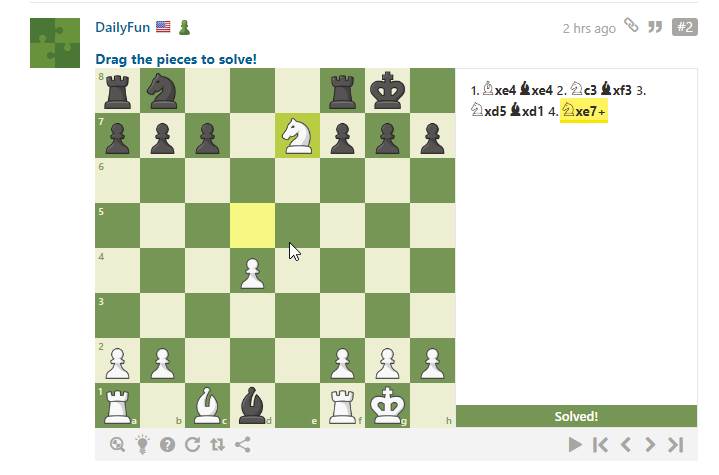 DailyFun
2 hrs ago
#2
Drag the pieces to solve!
8
7
6
5
4
3
2
1
a b c d e f g h
1. ♗xe4 ♝xe4 2. ♘c3 ♝xf3 3.
♘xd5 ♝xd1 4. ♘xe7+
Solved!